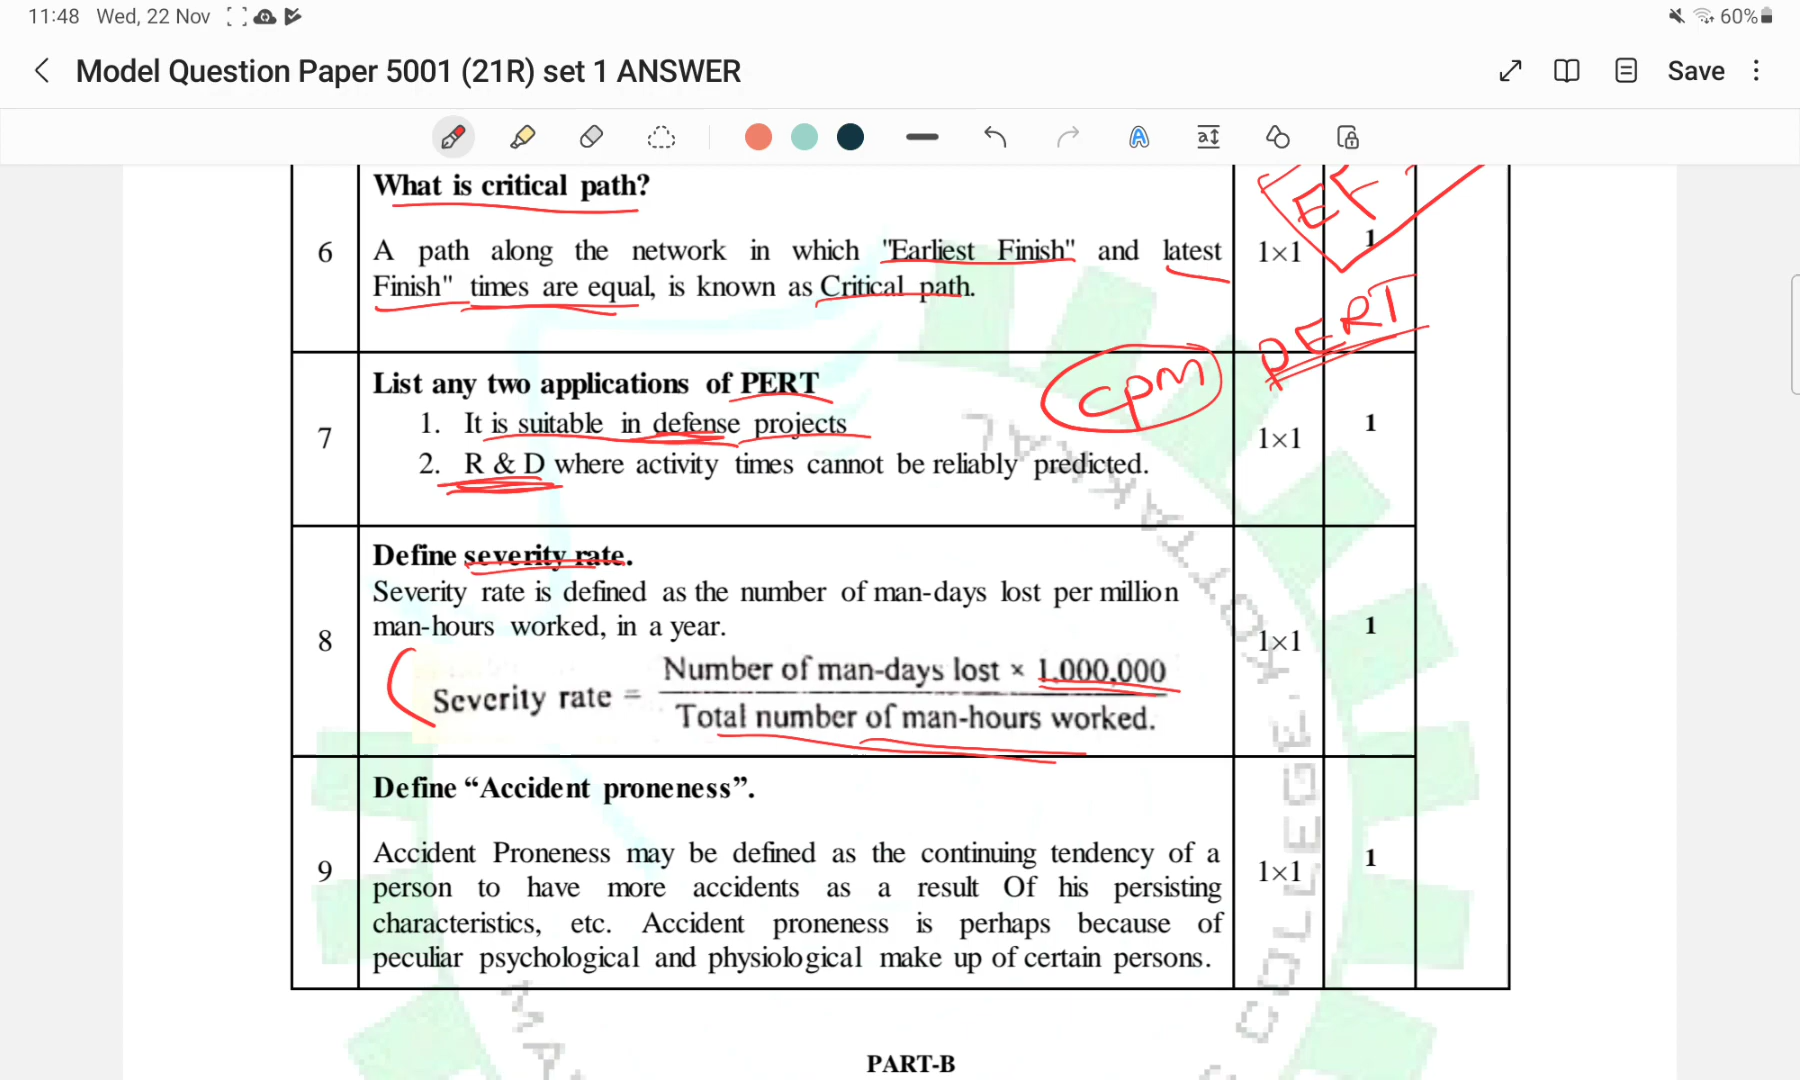 11:48 Wed, 22 Nov
60%
Model Question Paper 5001 (21R) set 1 ANSWER
Save
What is critical path?
EF
6
A path along the network in which "Earliest Finish" and latest
Finish" times are equal, is known as Critical path.
1×1
1
PERT
cpm
List any two applications of PERT
7
1. It is suitable in defense projects
2. R & D where activity times cannot be reliably predicted.
1×1
1
Define severity rate.
8
Severity rate is defined as the number of man-days lost per million
man-hours worked, in a year.
Severity rate = Number of man-days lost × 1,000,000
Total number of man-hours worked.
1×1
1
Define “Accident proneness”.
9
Accident Proneness may be defined as the continuing tendency of a
person to have more accidents as a result Of his persisting
characteristics, etc. Accident proneness is perhaps because of
peculiar psychological and physiological make up of certain persons.
1×1
1
PART-B